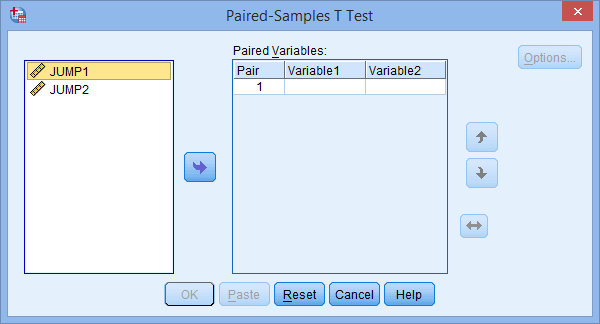 Paired-Samples T Test
Paired Variables:
JUMP1
JUMP2
Pair Variable1 Variable2
1
Options...
OK Paste Reset Cancel Help